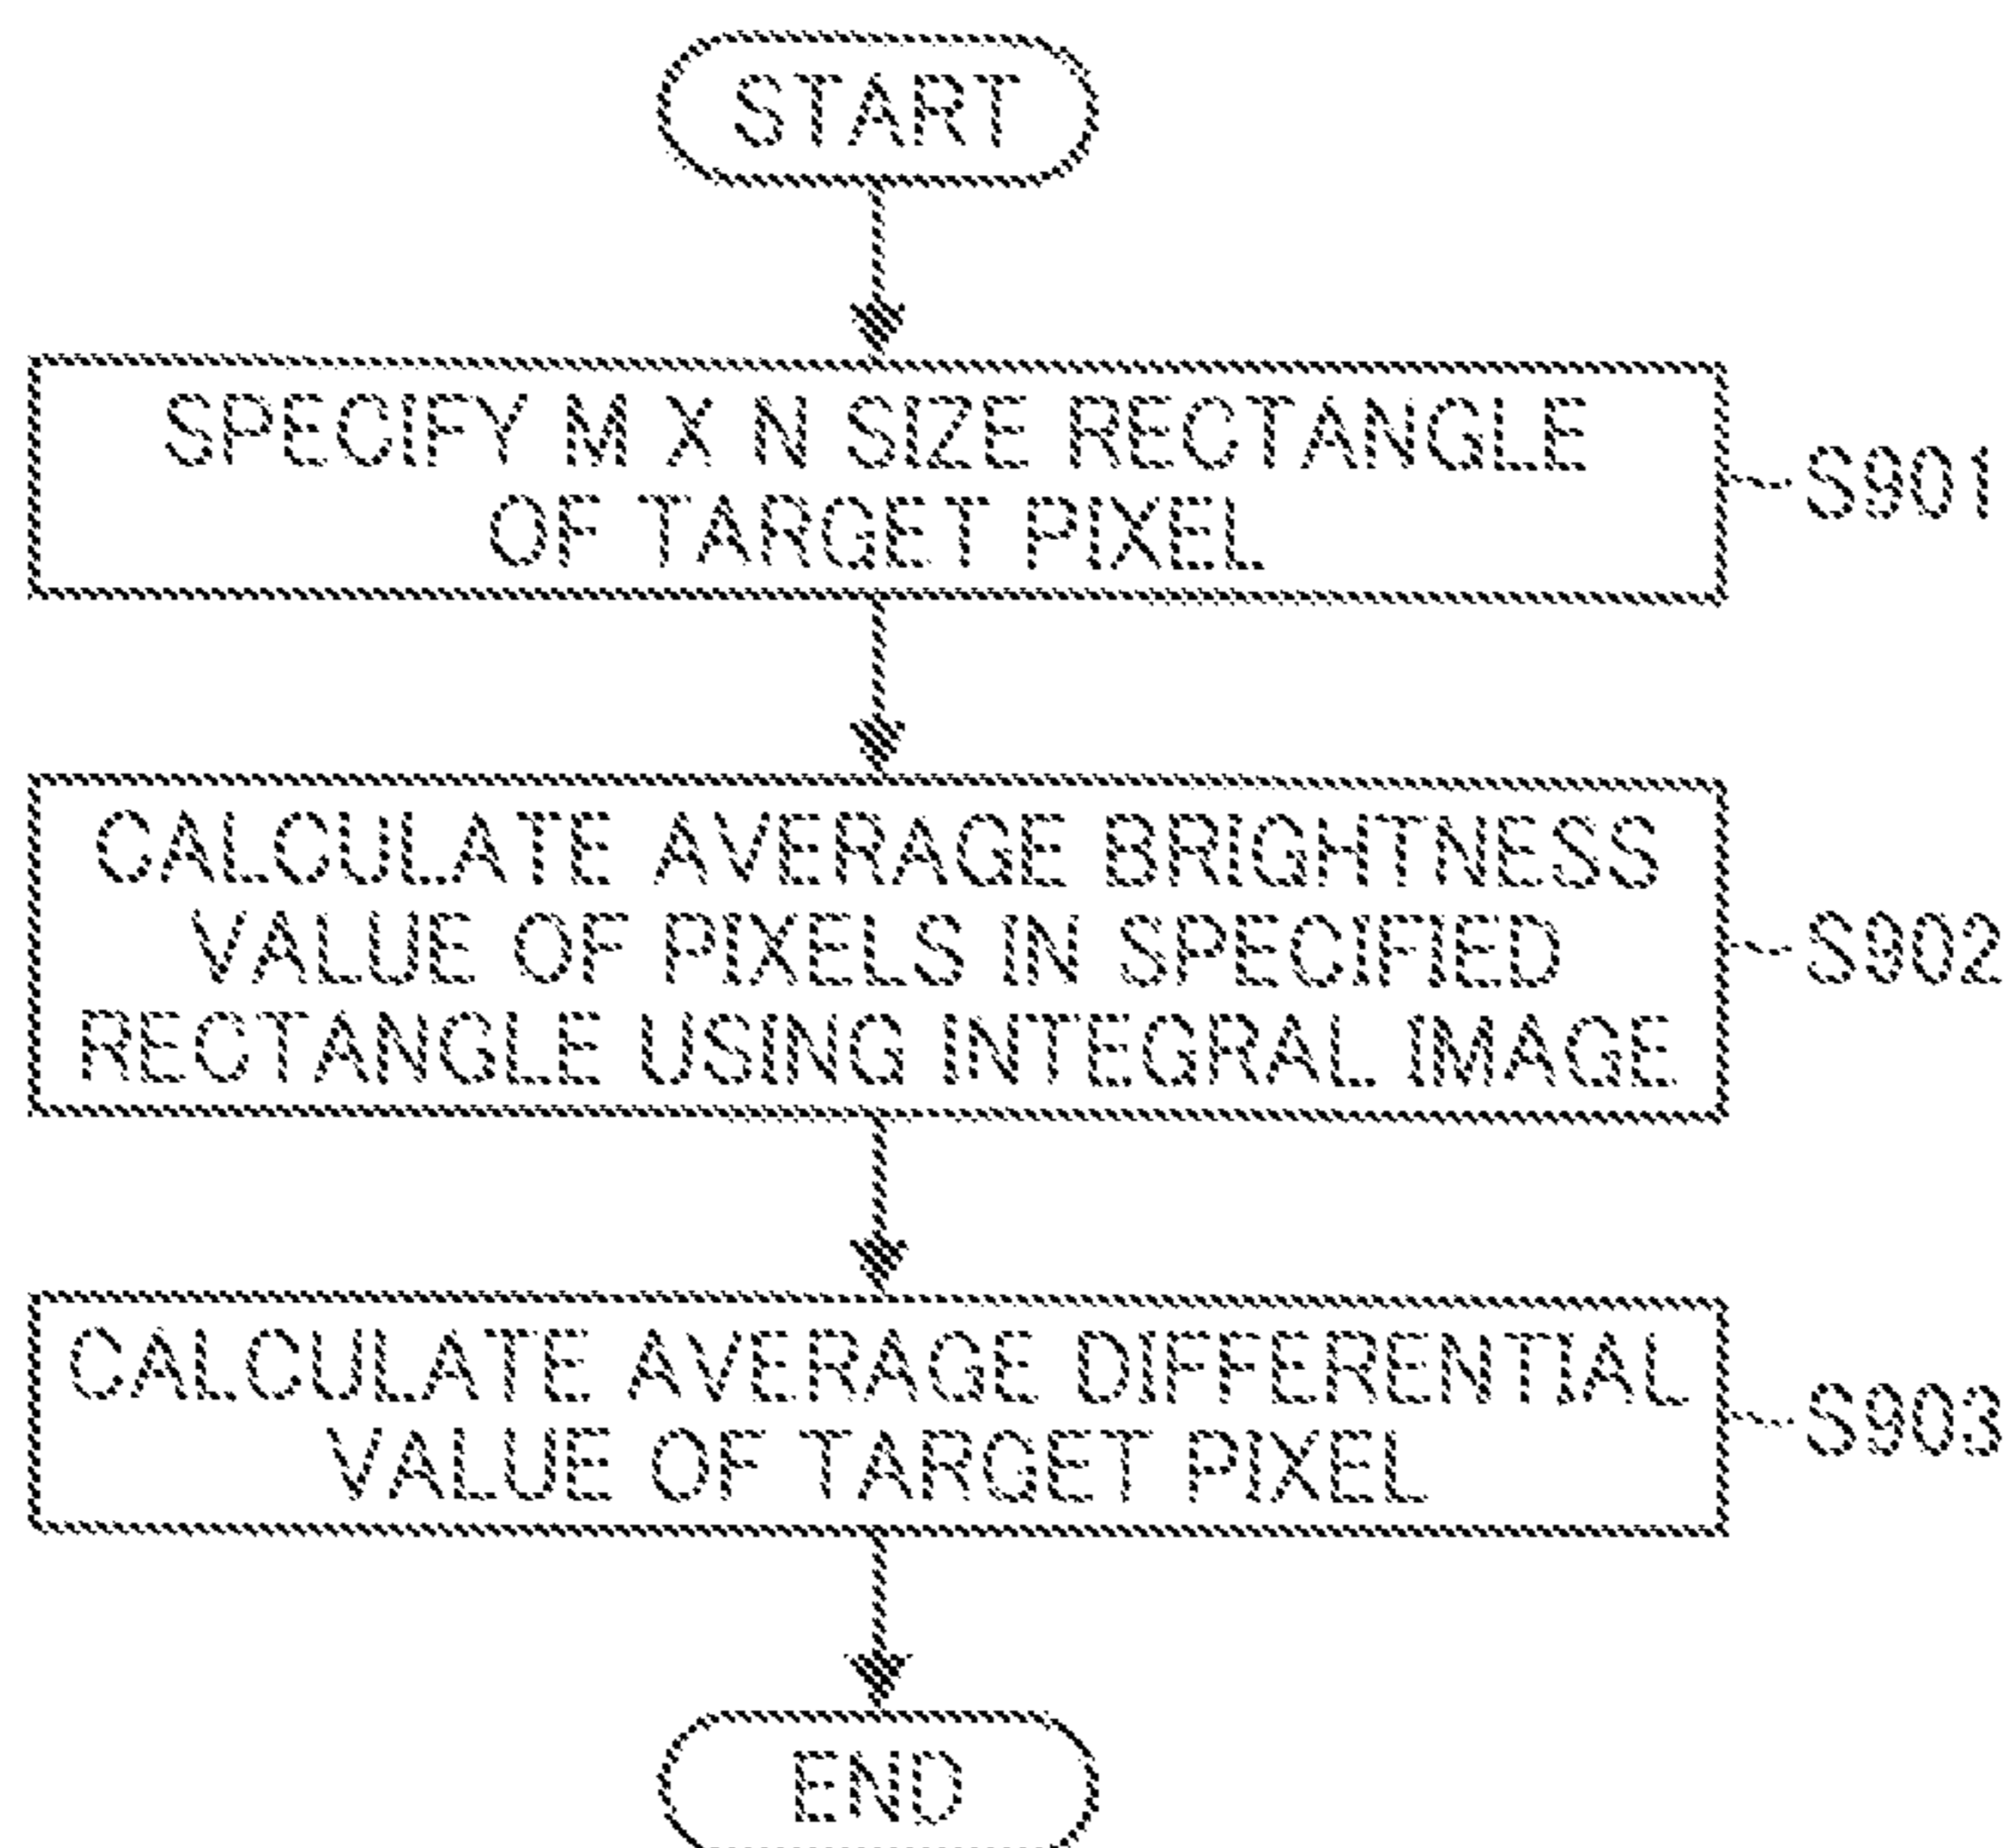 START
SPECIFY M X N SIZE RECTANGLE
OF TARGET PIXEL
S901
CALCULATE AVERAGE BRIGHTNESS
VALUE OF PIXELS IN SPECIFIED
RECTANGLE USING INTEGRAL IMAGE
S902
CALCULATE AVERAGE DIFFERENTIAL
VALUE OF TARGET PIXEL
S903
END